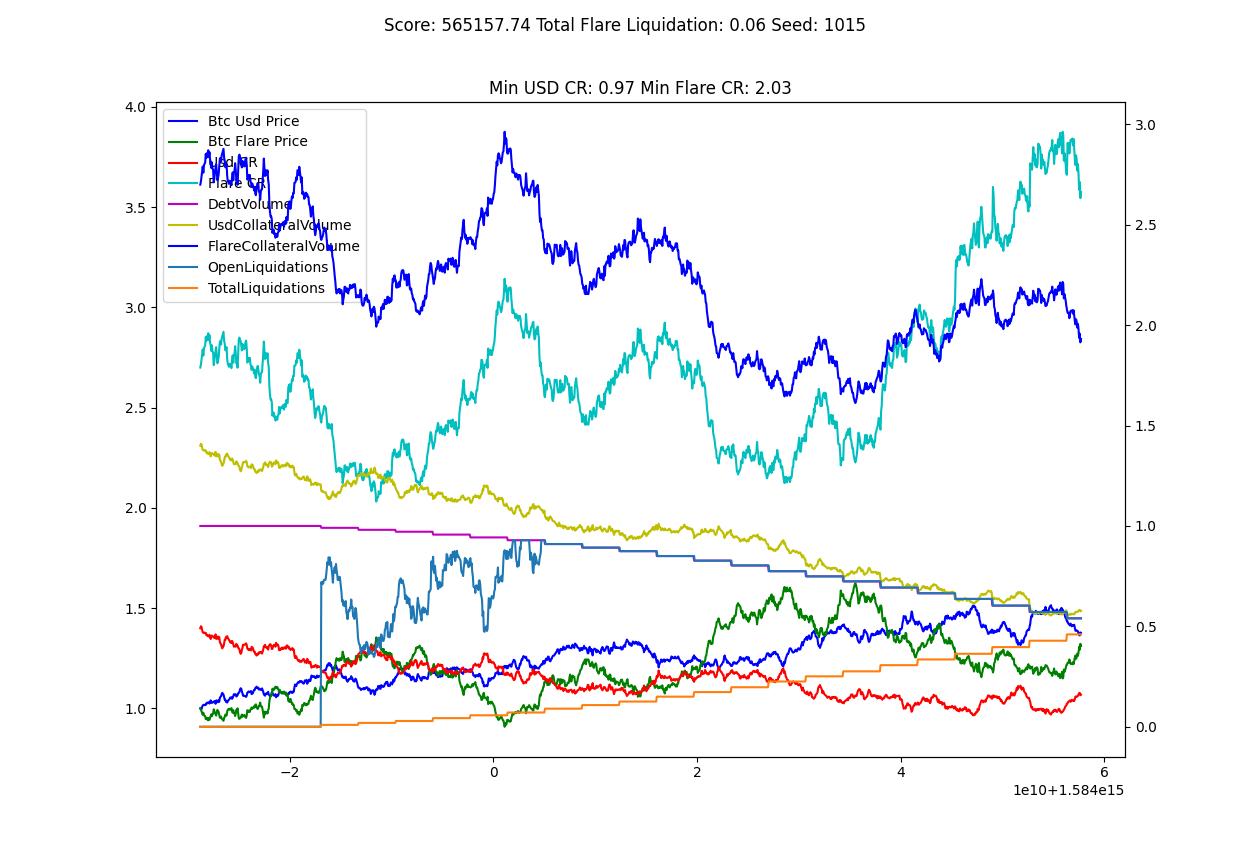 Score: 565157.74 Total Flare Liquidation: 0.06 Seed: 1015
Min USD CR: 0.97 Min Flare CR: 2.03
4.0
3.5
3.0
2.5
2.0
1.5
1.0
Btc Usd Price
Btc Flare Price
Usd CR
Flare CR
DebtVolume
UsdCollateralVolume
FlareCollateralVolume
OpenLiquidations
TotalLiquidations
3.0
2.5
2.0
1.5
1.0
0.5
0.0
−2 0 2 4 6
1e10+1.584e15